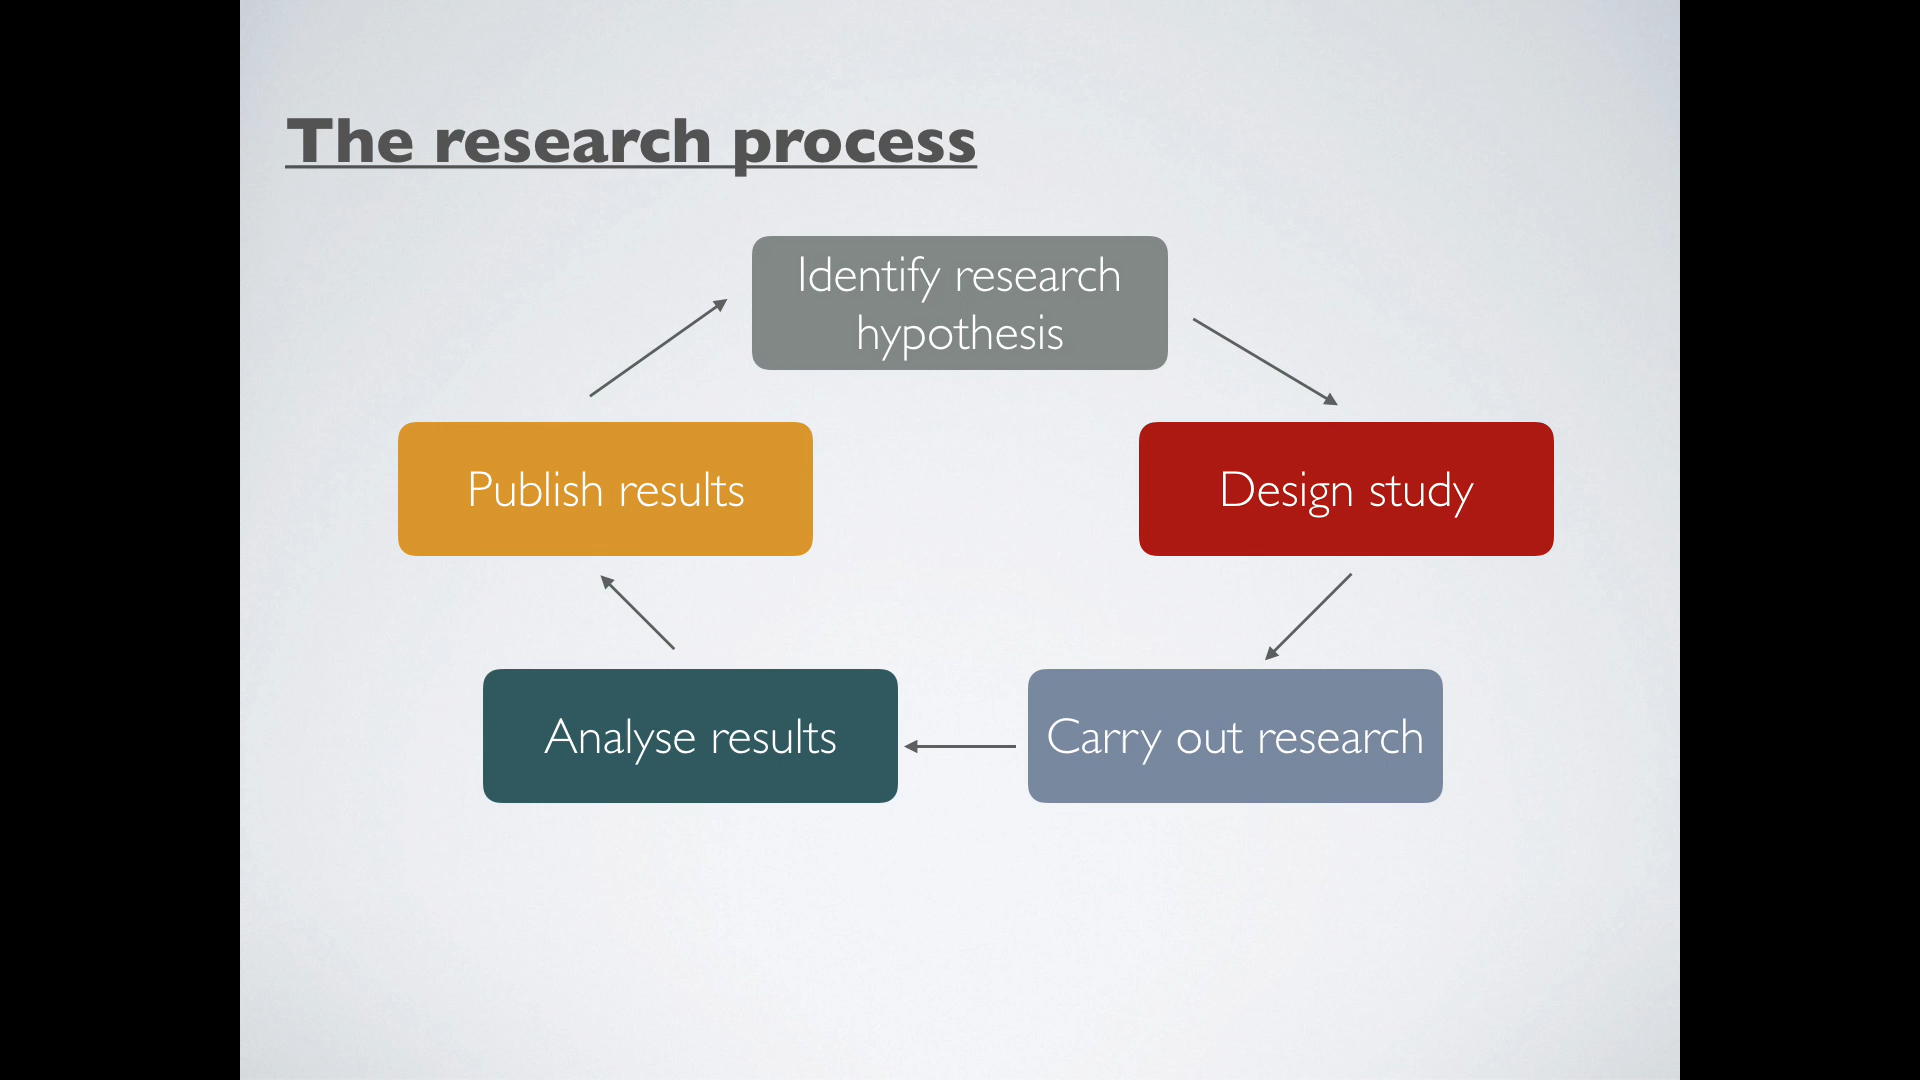 The research process
Identify research
hypothesis
Publish results
Design study
Analyse results
Carry out research